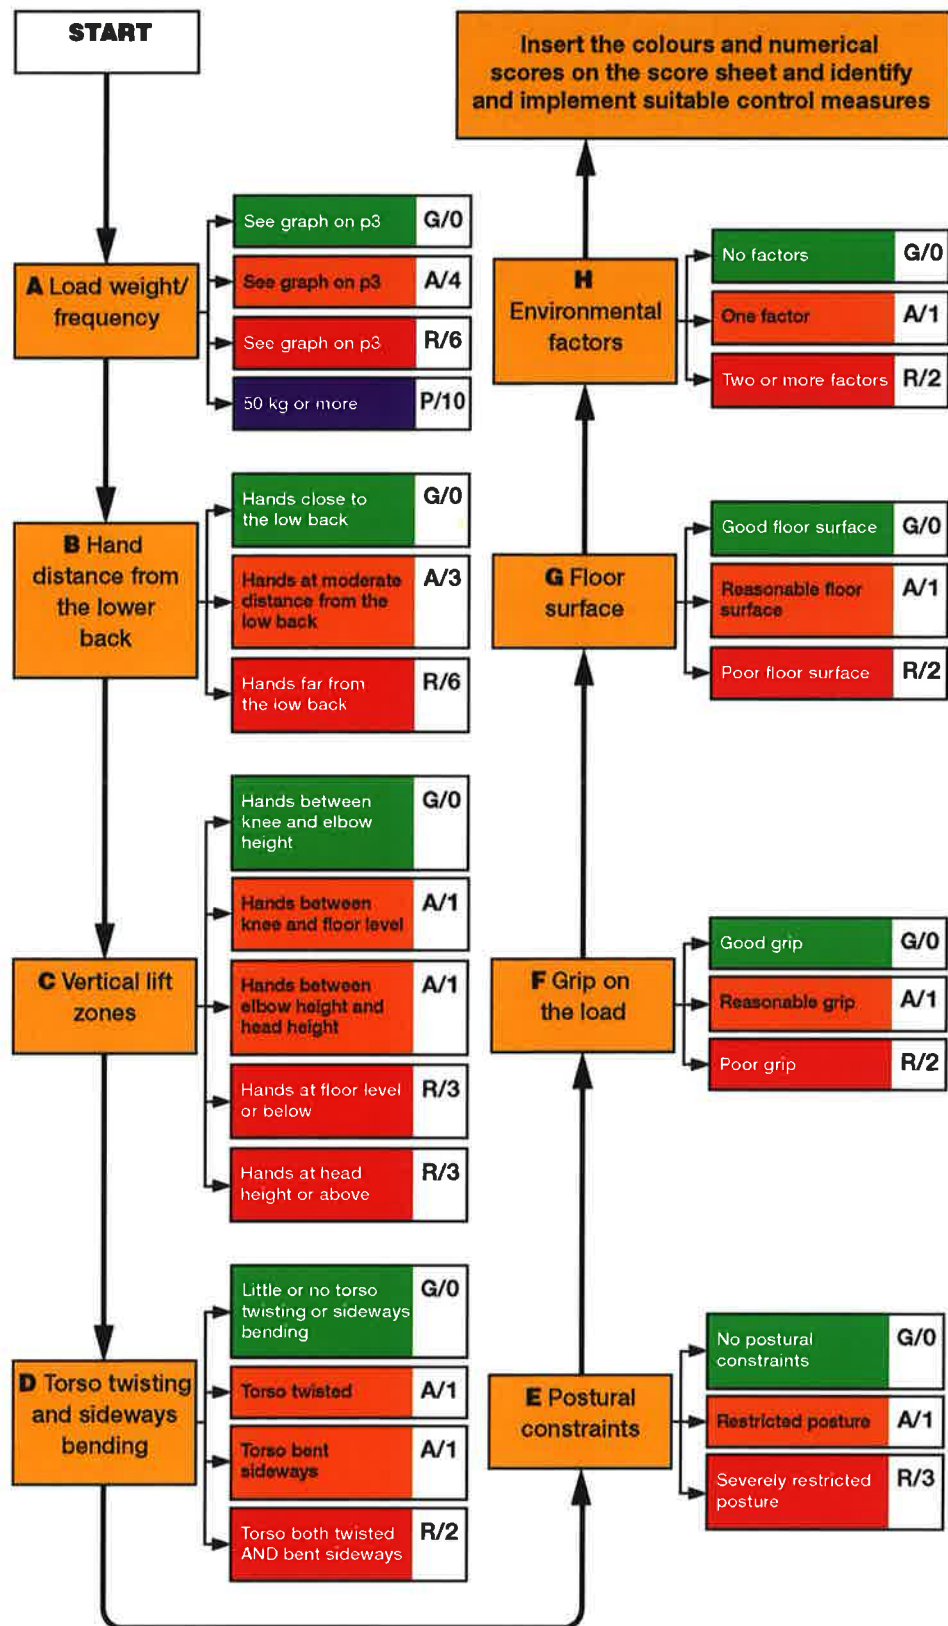 START
A Load weight/
frequency
See graph on p3 G/0
See graph on p3 A/4
See graph on p3 R/6
50 kg or more P/10
B Hand
distance from
the lower
back
Hands close to
the low back
G/0
Hands at moderate
distance from the
low back
A/3
Hands far from
the low back
R/6
C Vertical lift
zones
Hands between
knee and elbow
height
G/0
Hands between
knee and floor level
A/1
Hands between
elbow height and
head height
A/1
Hands at floor level
or below
R/3
Hands at head
height or above
R/3
D Torso twisting
and sideways
bending
Little or no torso
twisting or sideways
bending
G/0
Torso twisted A/1
Torso bent
sideways
A/1
Torso both twisted
AND bent sideways
R/2
E Postural
constraints
No postural
constraints
G/0
Restricted posture A/1
Severely restricted
posture
R/3
F Grip on
the load
Good grip G/0
Reasonable grip A/1
Poor grip R/2
G Floor
surface
Good floor surface G/0
Reasonable floor
surface
A/1
Poor floor surface R/2
H
Environmental
factors
No factors G/0
One factor A/1
Two or more factors R/2
Insert the colours and numerical
scores on the score sheet and identify
and implement suitable control measures